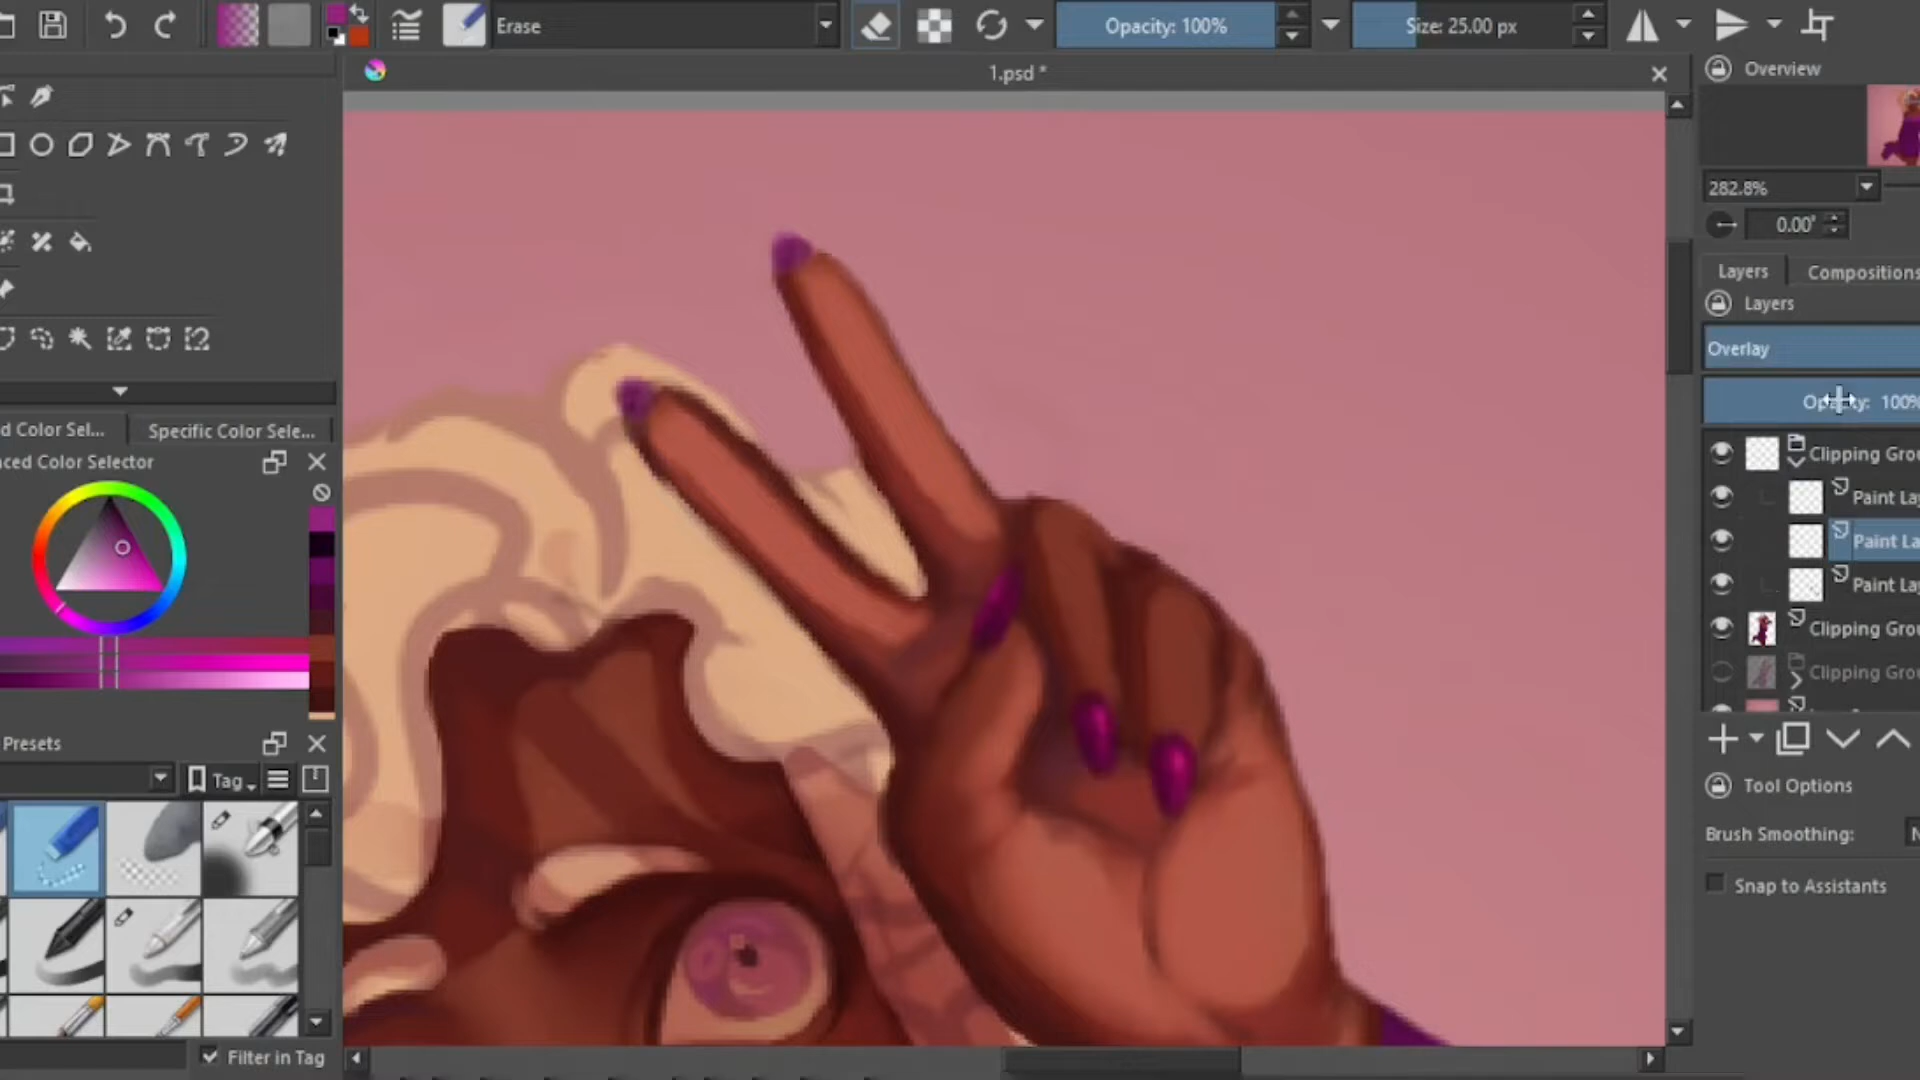 Erase
Opacity: 100%
Size: 25.00 px
1.psd *
Overview
282.8%
0.00°
Layers
Compositions
Layers
Overlay
Opacity: 100%
Clipping Grou
Paint La
Paint La
Paint La
Clipping Grou
Clipping Grou
d Color Sel...
Specific Color Sele...
ced Color Selector
Presets
Tag
Filter in Tag
Tool Options
Brush Smoothing:
Snap to Assistants